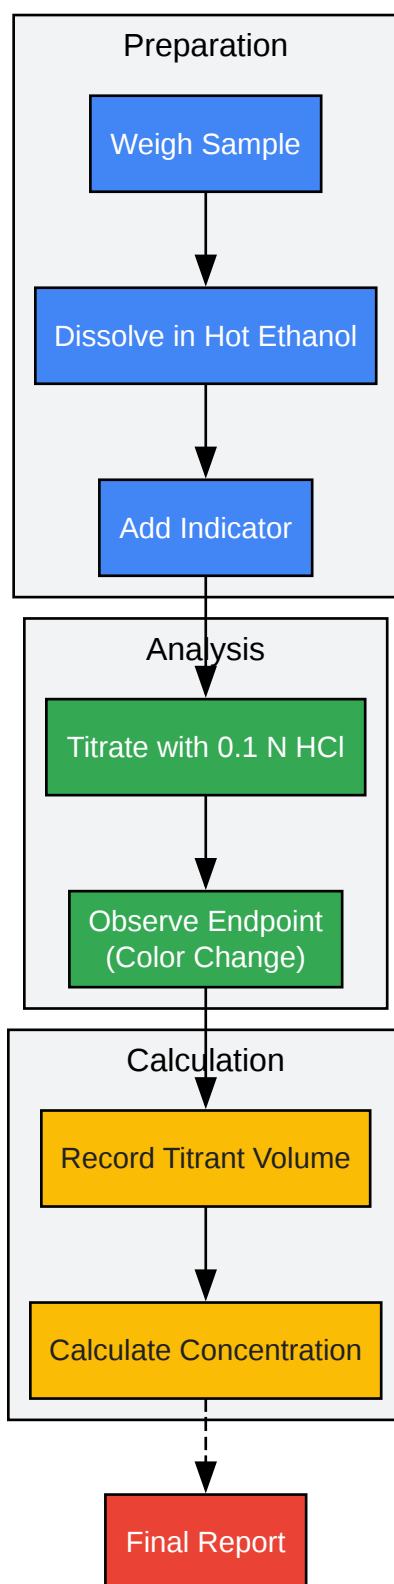 Preparation
Weigh Sample
Dissolve in Hot Ethanol
Add Indicator
Analysis
Titrate with 0.1 N HCl
Observe Endpoint
(Color Change)
Calculation
Record Titrant Volume
Calculate Concentration
Final Report